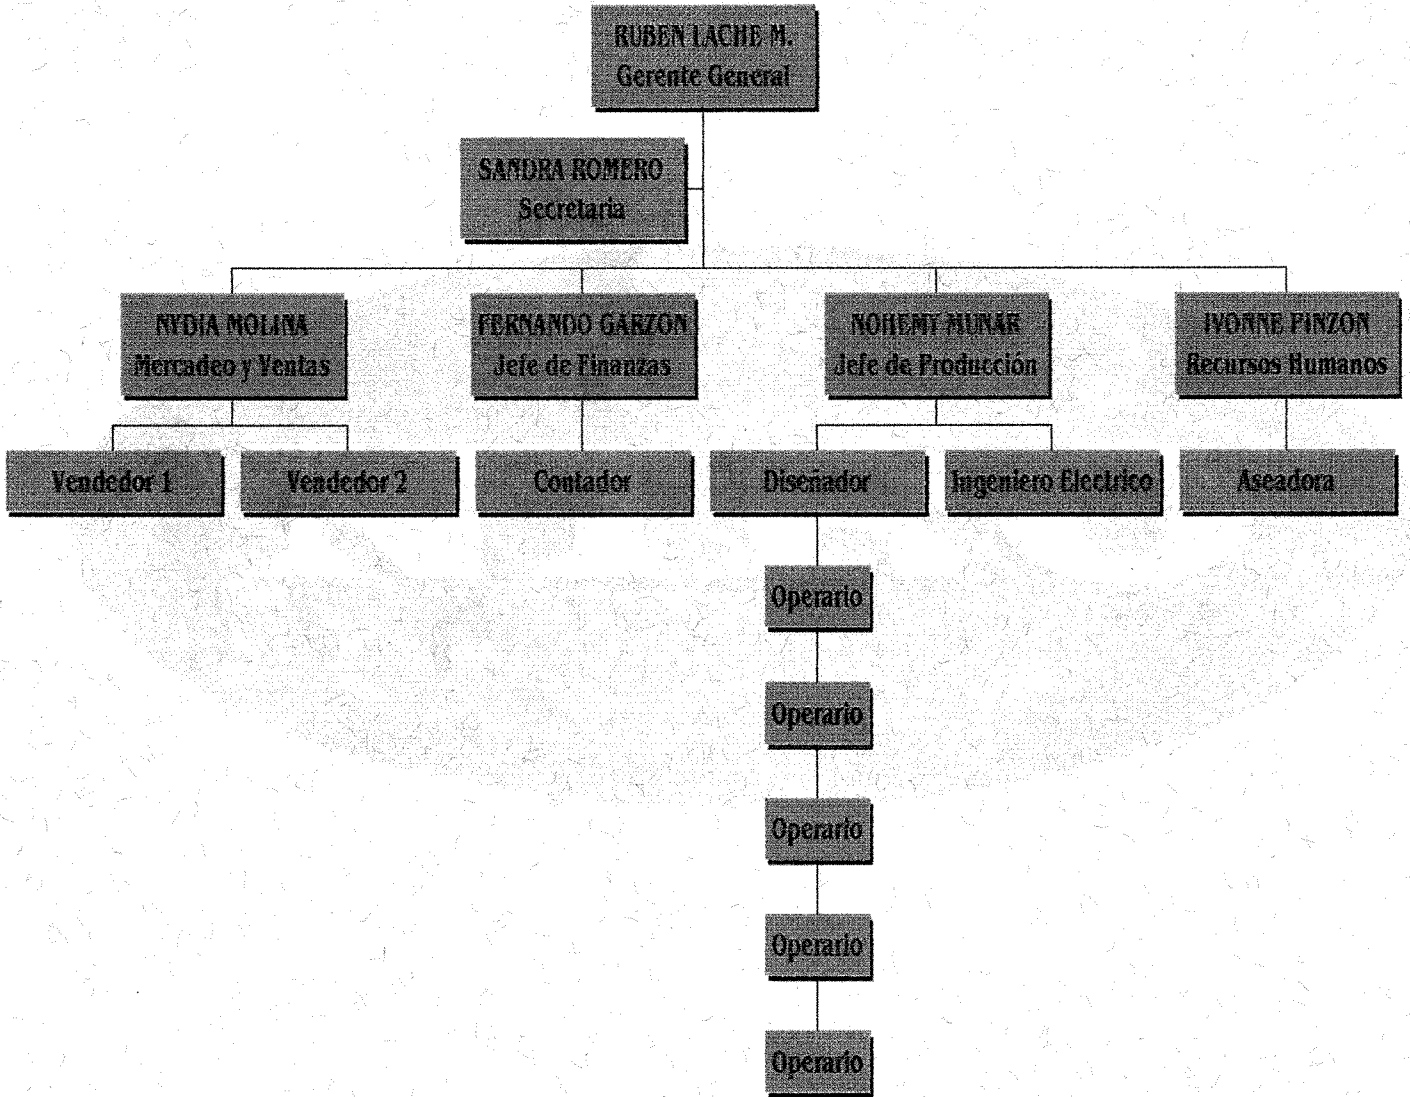 RUBEN LACHE M.
Gerente General
SANDRA ROMERO
Secretaria
NYDIA MOLINA
Mercadeo y Ventas
FERNANDO GARZON
Jefe de Finanzas
NOHEMY MUNAR
Jefe de Producción
IVONNE PINZON
Recursos Humanos
Vendedor 1
Vendedor 2
Contador
Diseñador
Ingeniero Electrico
Aseadora
Operario
Operario
Operario
Operario
Operario